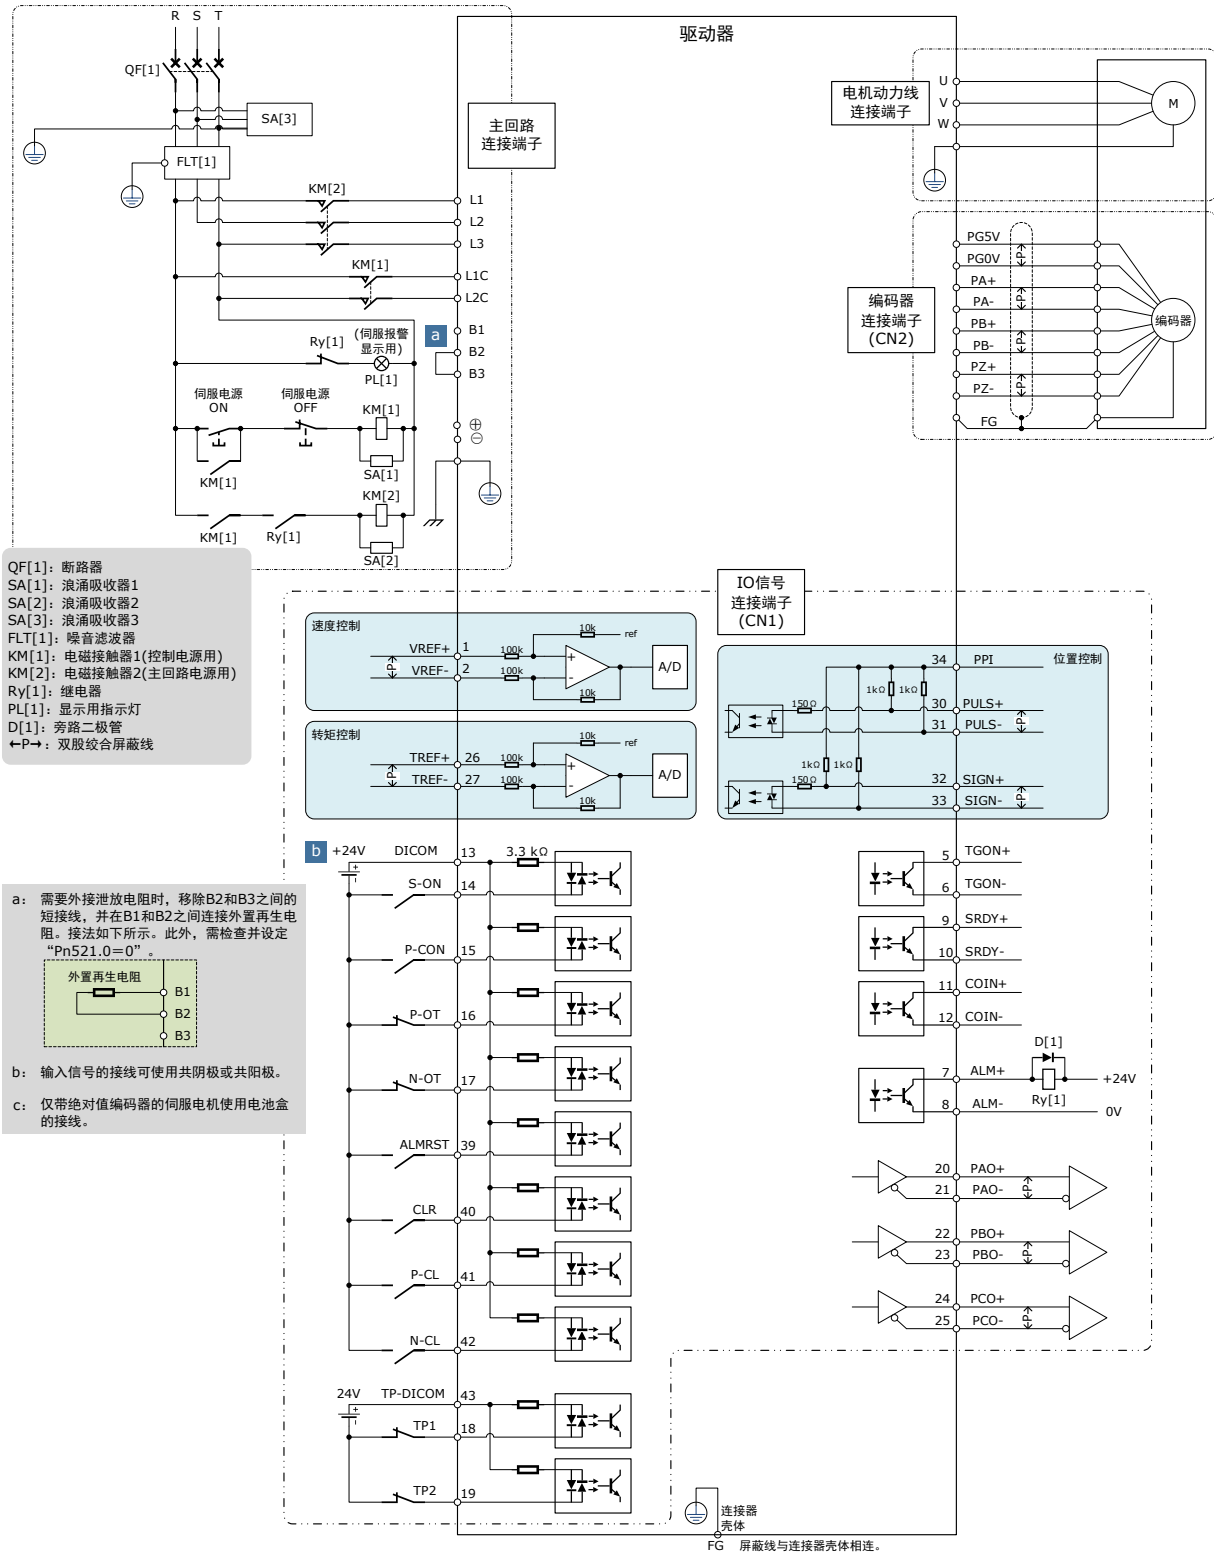 R S T
驱动器
QF[1]
SA[3]
主回路
连接端子
FLT[1]
KM[2]
L1
L2
L3
KM[1]
L1C
L2C
a
B1
B2
B3
Ry[1]
(伺服报警
显示用)
PL[1]
伺服电源
ON
伺服电源
OFF
KM[1]
SA[1]
KM[1]
⊕
⊖
KM[2]
KM[1]
Ry[1]
SA[2]
电机动力线
连接端子
U
V
W
M
编码器
连接端子
(CN2)
PG5V
PG0V
PA+
PA-
PB+
PB-
PZ+
PZ-
FG
P
P
P
P
编码器
QF[1]：断路器
SA[1]：浪涌吸收器1
SA[2]：浪涌吸收器2
SA[3]：浪涌吸收器3
FLT[1]：噪音滤波器
KM[1]：电磁接触器1(控制电源用)
KM[2]：电磁接触器2(主回路电源用)
Ry[1]：继电器
PL[1]：显示用指示灯
D[1]：旁路二极管
←P→：双股绞合屏蔽线
IO信号
连接端子
(CN1)
速度控制
VREF+ 1
VREF- 2
P
100k
100k
10k
ref
10k
+
-
A/D
转矩控制
TREF+ 26
TREF- 27
P
100k
100k
10k
ref
10k
+
-
A/D
位置控制
34 PPI
1kΩ 1kΩ
150Ω
30 PULS+
31 PULS-
P
1kΩ 1kΩ
150Ω
32 SIGN+
33 SIGN-
P
b
+24V
DICOM 13
3.3 kΩ
S-ON 14
P-CON 15
P-OT 16
N-OT 17
ALMRST 39
CLR 40
P-CL 41
N-CL 42
24V
TP-DICOM 43
TP1 18
TP2 19
5 TGON+
6 TGON-
9 SRDY+
10 SRDY-
11 COIN+
12 COIN-
D[1]
7 ALM+
+24V
Ry[1]
8 ALM-
0V
20 PAO+
21 PAO-
P
22 PBO+
23 PBO-
P
24 PCO+
25 PCO-
P
a： 需要外接泄放电阻时，移除B2和B3之间的
短接线，并在B1和B2之间连接外置再生电
阻。接法如下所示。此外，需检查并设定
“Pn521.0=0”。
外置再生电阻
B1
B2
B3
b： 输入信号的接线可使用共阴极或共阳极。
c： 仅带绝对值编码器的伺服电机使用电池盒
的接线。
连接器
壳体
FG 屏蔽线与连接器壳体相连。